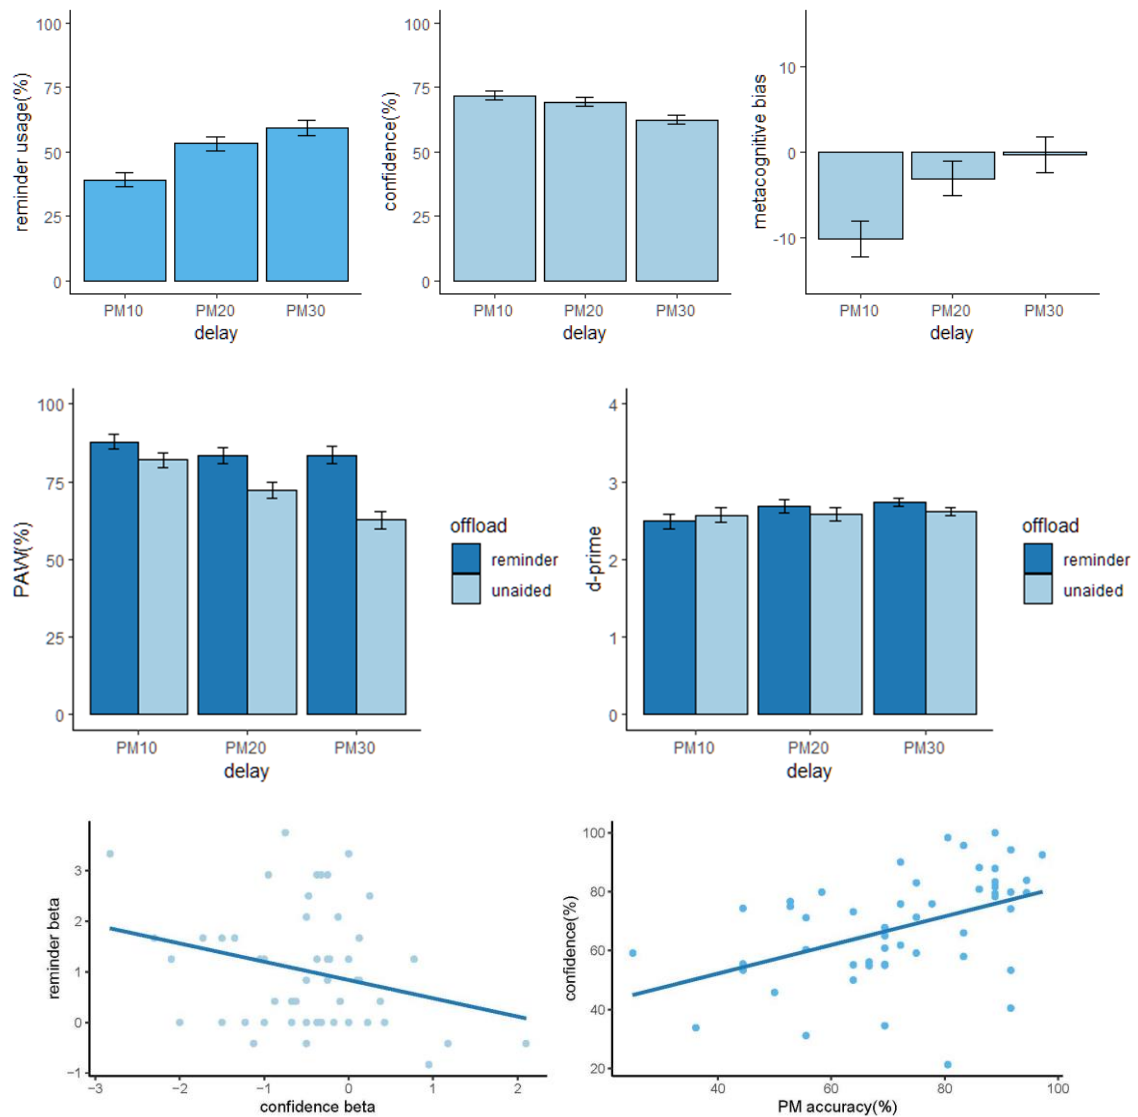 reminder usage(%)
100
75
50
25
0
PM10 PM20 PM30
delay
confidence(%)
100
75
50
25
0
PM10 PM20 PM30
delay
metacognitive bias
10
0
-10
PM10 PM20 PM30
delay
PAW(%)
100
75
50
25
0
PM10 PM20 PM30
delay
offload
reminder
unaided
d-prime
4
3
2
1
0
PM10 PM20 PM30
delay
offload
reminder
unaided
reminder beta
3
2
1
0
−1
−3 −2 −1 0 1 2
confidence beta
confidence(%)
100
80
60
40
20
40 60 80 100
PM accuracy(%)